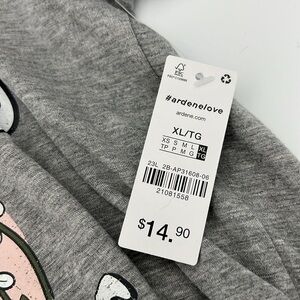 FSC
#ardenelove
ardene.com
XL/TG
XS S M L XL
TP P M G TG
23L 2B-AP31608-06
21081558
$14.90